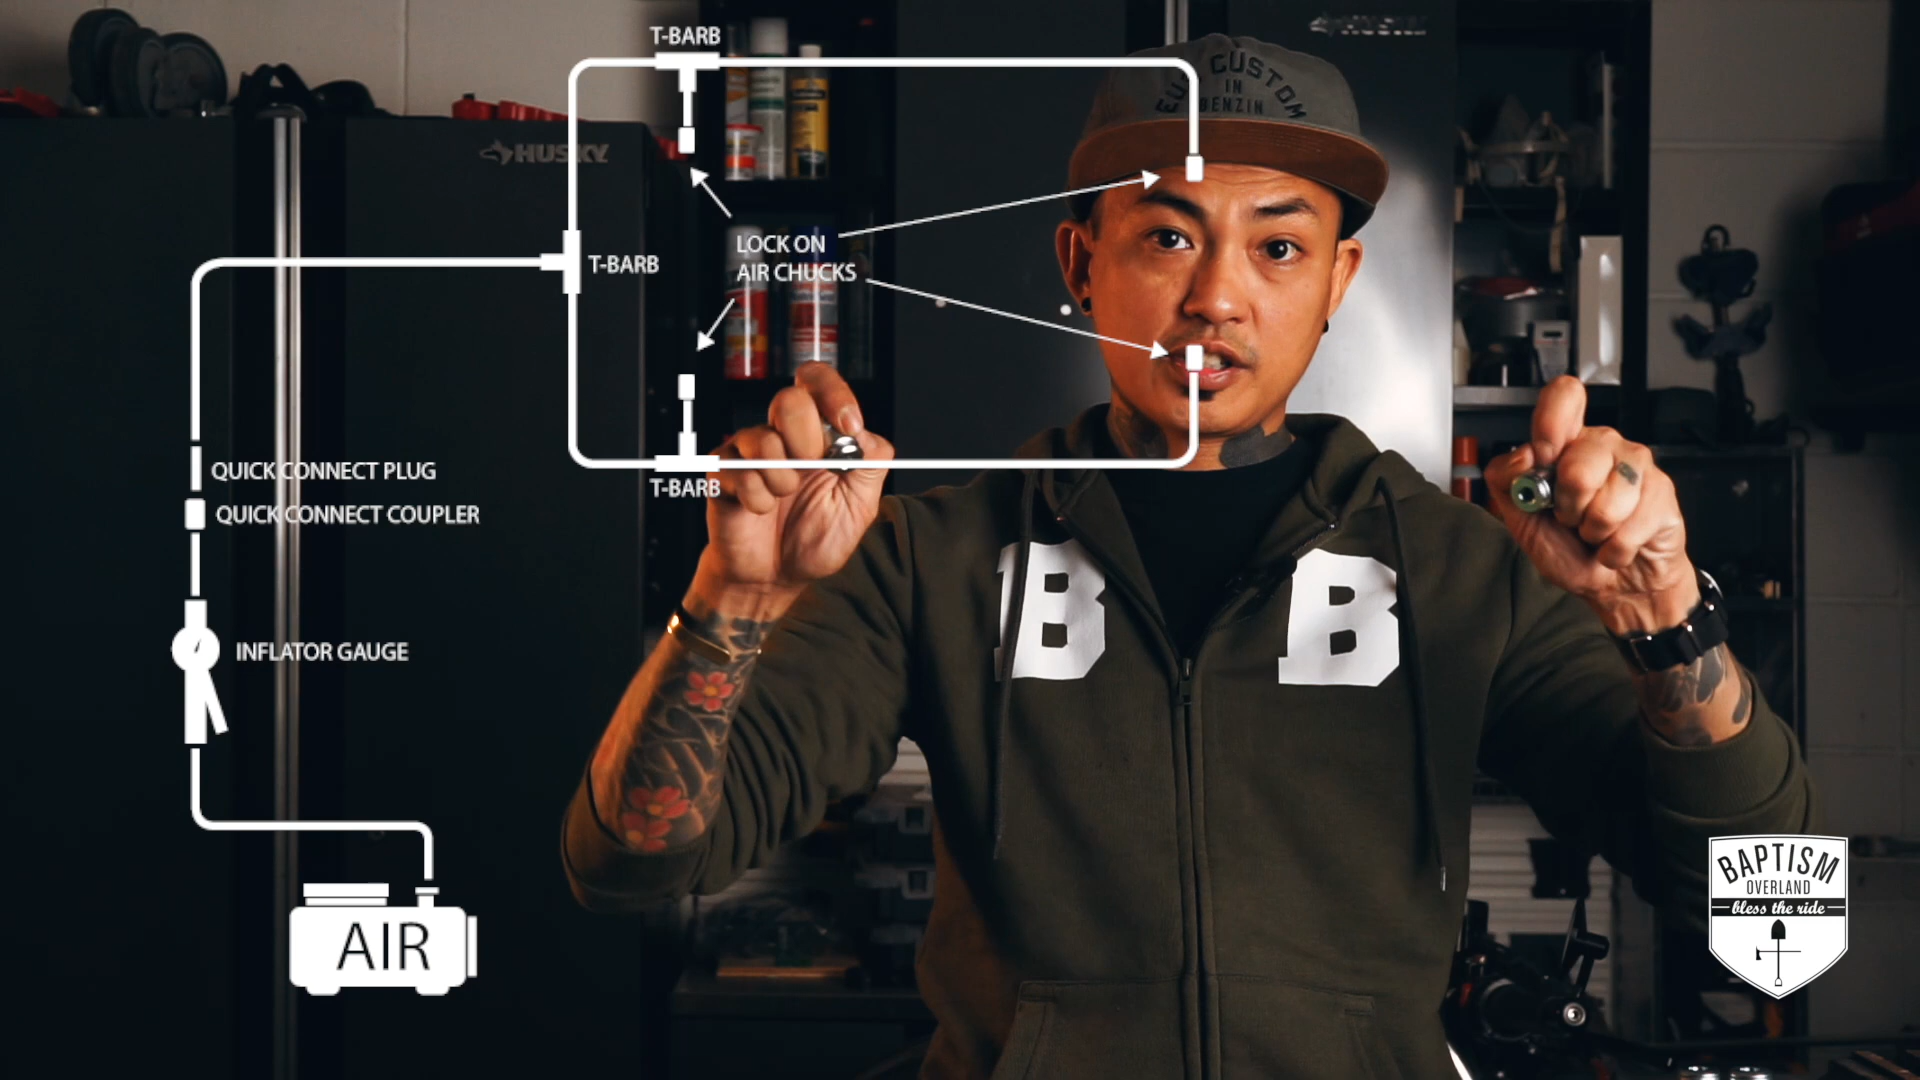 T-BARB
HUSKY
CUSTOM
IN
BENZIN
HUSKY
T-BARB
LOCK ON
AIR CHUCKS
QUICK CONNECT PLUG
QUICK CONNECT COUPLER
T-BARB
INFLATOR GAUGE
B B
AIR
BAPTISM
OVERLAND
bless the ride